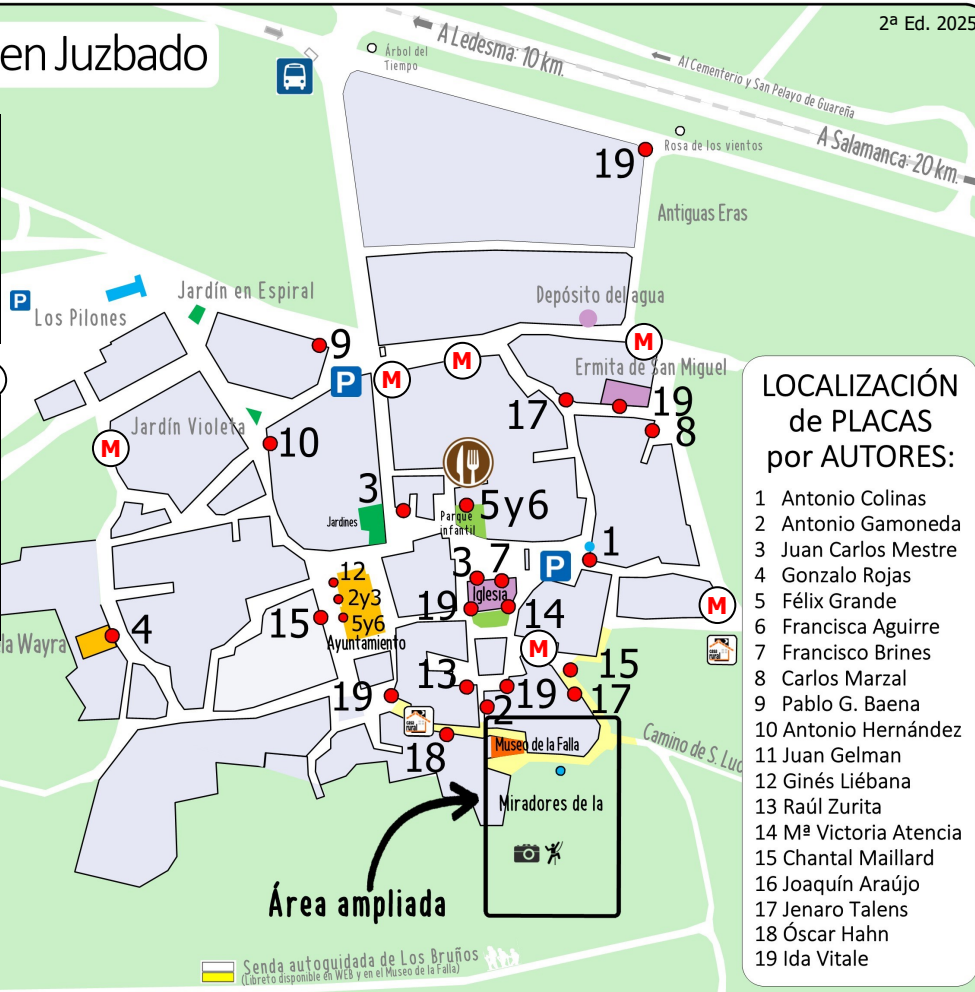 2ª Ed. 2025
en Juzbado
A Ledesma: 10 km.
Árbol del
Tiempo
Al Cementerio y San Pelayo de Guareña
Rosa de los vientos
A Salamanca: 20 km.
19
Antiguas Eras
P
Jardín en Espiral
Los Pilones
Depósito del agua
9
M
M
M
P
Ermita de San Miguel
19
17
8
Jardín Violeta
10
M
3
5y6
Jardines
Parque
infantil
1
P
3
7
12
2y3
5y6
Iglesia
19
14
15
Ayuntamiento
4
la Wayra
M
M
casa
rural
13
15
19
19
17
2
casa
rural
18
Museo de la Falla
Camino de S. Luc
Miradores de la
Área ampliada
Senda autoguidada de Los Bruños
(Libreto disponible en WEB y en el Museo de la Falla)
LOCALIZACIÓN
de PLACAS
por AUTORES:
1 Antonio Colinas
2 Antonio Gamoneda
3 Juan Carlos Mestre
4 Gonzalo Rojas
5 Félix Grande
6 Francisca Aguirre
7 Francisco Brines
8 Carlos Marzal
9 Pablo G. Baena
10 Antonio Hernández
11 Juan Gelman
12 Ginés Liébana
13 Raúl Zurita
14 Mª Victoria Atencia
15 Chantal Maillard
16 Joaquín Araújo
17 Jenaro Talens
18 Óscar Hahn
19 Ida Vitale